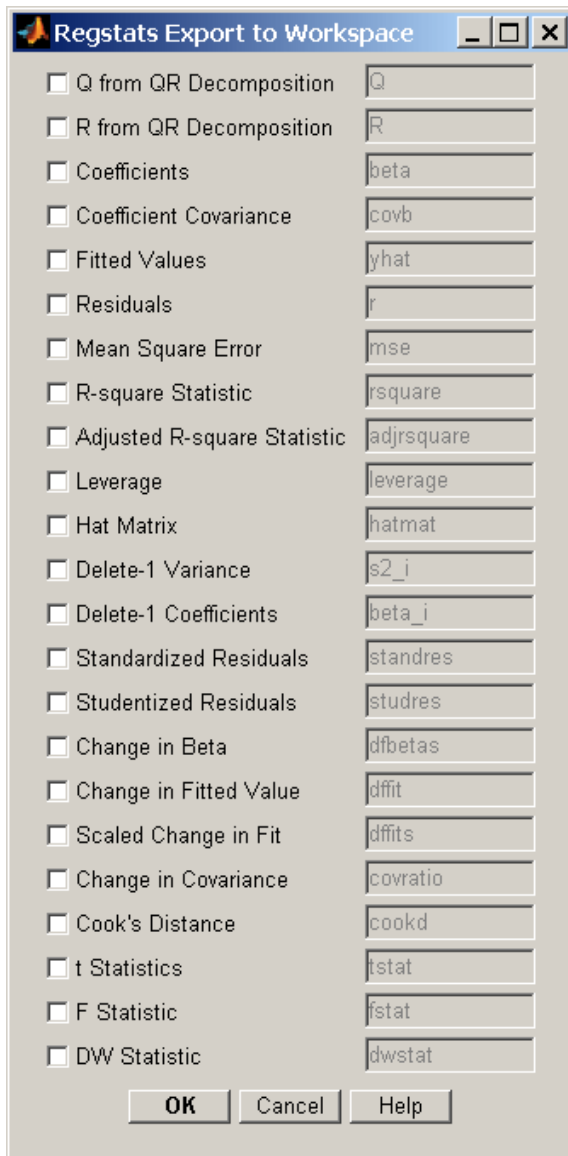 Regstats Export to Workspace
Q from QR Decomposition Q
R from QR Decomposition R
Coefficients beta
Coefficient Covariance covb
Fitted Values yhat
Residuals r
Mean Square Error mse
R-square Statistic rsquare
Adjusted R-square Statistic adjrsquare
Leverage leverage
Hat Matrix hatmat
Delete-1 Variance s2_i
Delete-1 Coefficients beta_i
Standardized Residuals standres
Studentized Residuals studres
Change in Beta dfbetas
Change in Fitted Value dffit
Scaled Change in Fit dffits
Change in Covariance covratio
Cook's Distance cookd
t Statistics tstat
F Statistic fstat
DW Statistic dwstat
OK Cancel Help